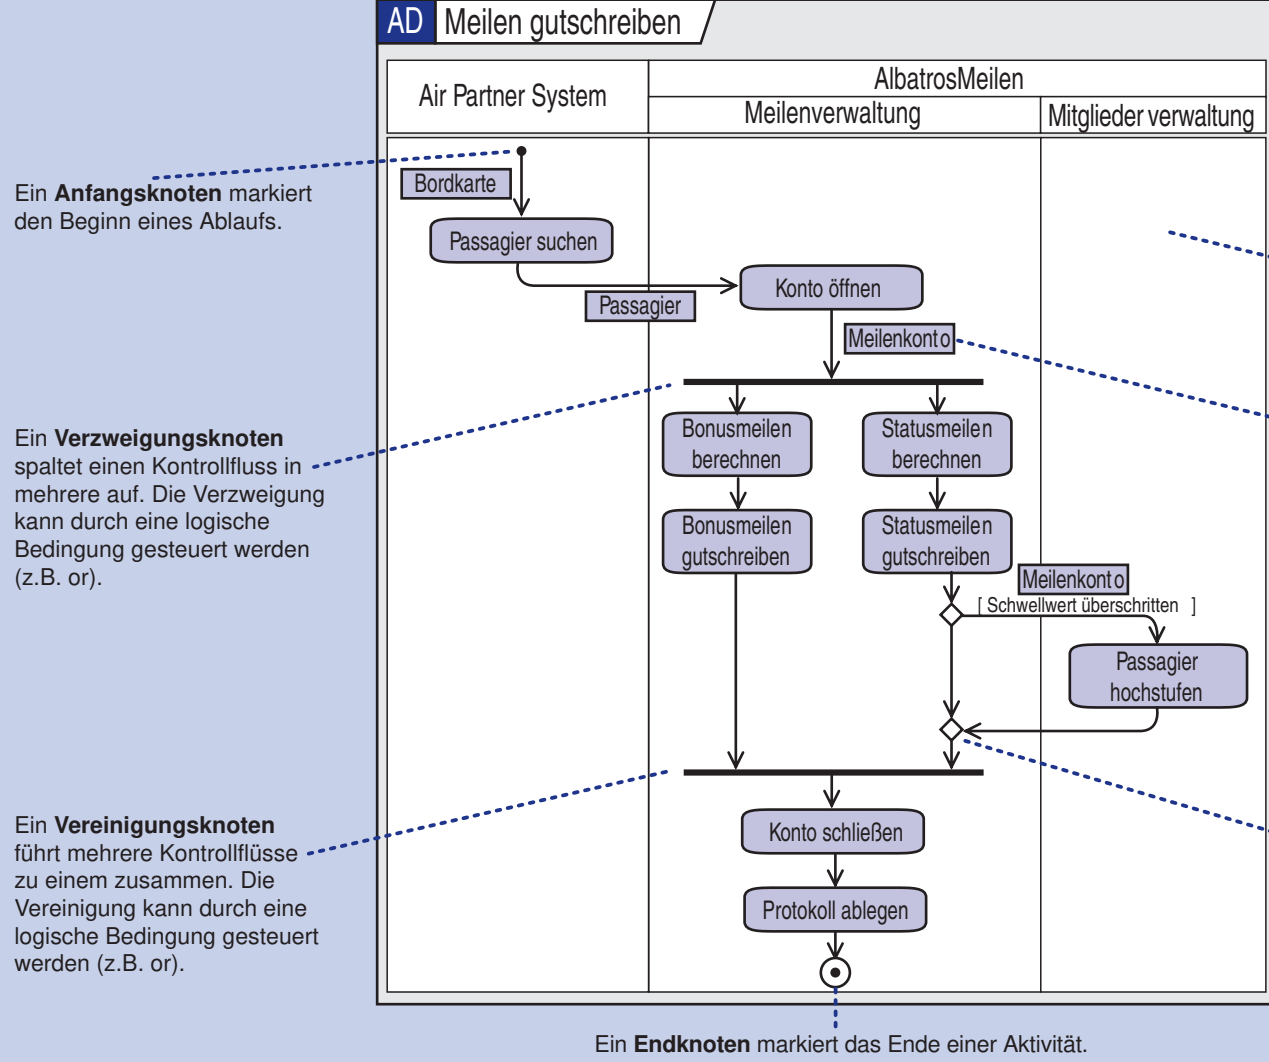 AD Meilen gutschreiben
Air Partner System
AlbatrosMeilen
Meilenverwaltung
Mitglieder verwaltung
Ein Anfangsknoten markiert
den Beginn eines Ablaufs.
Bordkarte
Passagier suchen
Konto öffnen
Passagier
Meilenkonto
Ein Verzweigungsknoten
spaltet einen Kontrollfluss in
mehrere auf. Die Verzweigung
kann durch eine logische
Bedingung gesteuert werden
(z.B. or).
Bonusmeilen
berechnen
Statusmeilen
berechnen
Bonusmeilen
gutschreiben
Statusmeilen
gutschreiben
Meilenkonto
[ Schwellwert überschritten ]
Passagier
hochstufen
Ein Vereinigungsknoten
führt mehrere Kontrollflüsse
zu einem zusammen. Die
Vereinigung kann durch eine
logische Bedingung gesteuert
werden (z.B. or).
Konto schließen
Protokoll ablegen
Ein Endknoten markiert das Ende einer Aktivität.